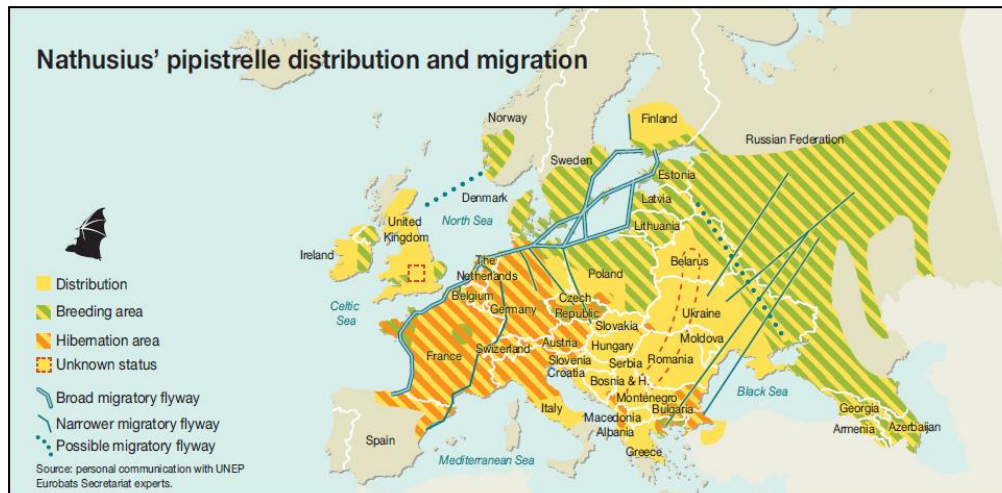 Nathusius' pipistrelle distribution and migration
Norway
Finland
Russian Federation
Sweden
Estonia
Denmark
Latvia
North Sea
United
Kingdom
Lithuania
Ireland
The
Netherlands
Belarus
Poland
Distribution
Celtic
Sea
Belgium
Germany
Czech
Republic
Breeding area
Ukraine
Slovakia
Hibernation area
France
Swizerland
Austria
Hungary
Moldova
Unknown status
Slovenia
Croatia
Serbia
Romania
Bosnia & H.
Broad migratory flyway
Montenegro
Black Sea
Italy
Bulgaria
Narrower migratory flyway
Macedonia
Georgia
Spain
Albania
Armenia
Azerbaijan
Possible migratory flyway
Mediterranean Sea
Greece
Source: personal communication with UNEP
Eurobats Secretariat experts.